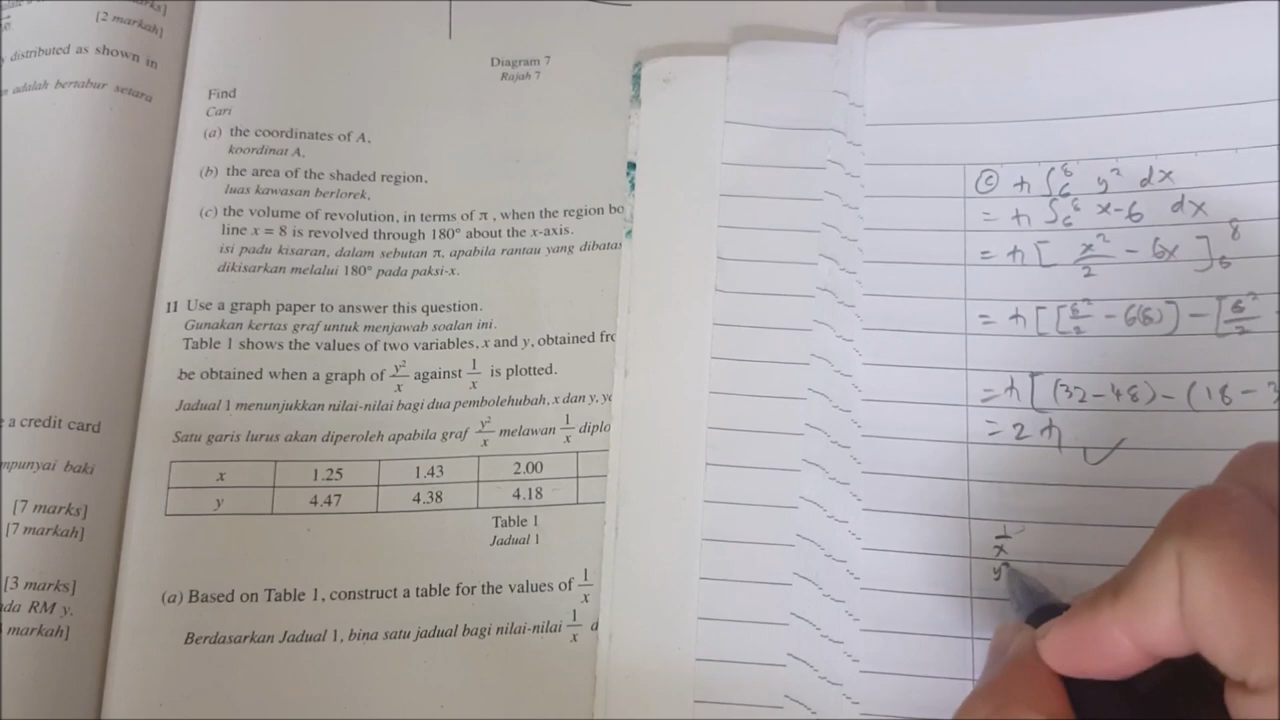 [2 markah]
distributed as shown in
adalah bertabur setara
a credit card
mpunyai baki
[7 marks]
[7 markah]
[3 marks]
da RM y.
markah]
Diagram 7
Rajah 7
Find
Cari
(a) the coordinates of A,
koordinat A,
(b) the area of the shaded region,
luas kawasan berlorek,
(c) the volume of revolution, in terms of π, when the region bo
line x = 8 is revolved through 180° about the x-axis.
isi padu kisaran, dalam sebutan π, apabila rantau yang dibatas
dikisarkan melalui 180° pada paksi-x.
11 Use a graph paper to answer this question.
Gunakan kertas graf untuk menjawab soalan ini.
Table 1 shows the values of two variables, x and y, obtained fro
be obtained when a graph of y²/x against 1/x is plotted.
Jadual 1 menunjukkan nilai-nilai bagi dua pembolehubah, x dan y, y
Satu garis lurus akan diperoleh apabila graf y²/x melawan 1/x diplo
x 1.25 1.43 2.00
y 4.47 4.38 4.18
Table 1
Jadual 1
(a) Based on Table 1, construct a table for the values of 1/x
Berdasarkan Jadual 1, bina satu jadual bagi nilai-nilai 1/x d
(c) π ∫₆⁸ y² dx
= π ∫₆⁸ x-6 dx
= π [x²/2 - 6x]₆⁸
= π [[8²/2 - 6(8)] - [6²/2
= π [(32-48) - (18 - 3
= 2π ✓
1/x
y²